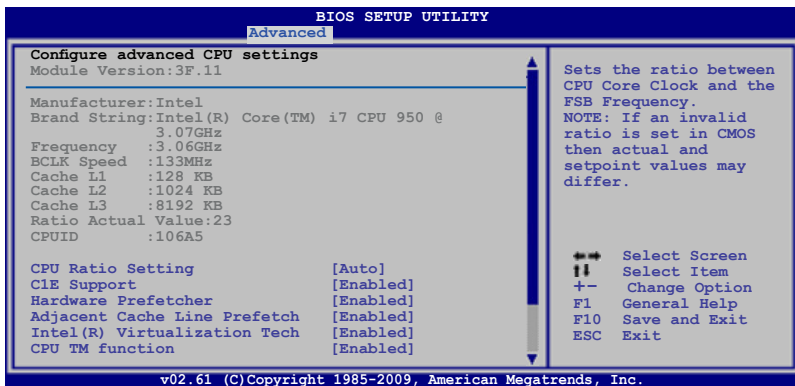 BIOS SETUP UTILITY
Advanced
Configure advanced CPU settings
Module Version:3F.11
Manufacturer:Intel
Brand String:Intel(R) Core(TM) i7 CPU 950 @
3.07GHz
Frequency :3.06GHz
BCLK Speed :133MHz
Cache L1 :128 KB
Cache L2 :1024 KB
Cache L3 :8192 KB
Ratio Actual Value:23
CPUID :106A5
CPU Ratio Setting [Auto]
C1E Support [Enabled]
Hardware Prefetcher [Enabled]
Adjacent Cache Line Prefetch [Enabled]
Intel(R) Virtualization Tech [Enabled]
CPU TM function [Enabled]
Sets the ratio between
CPU Core Clock and the
FSB Frequency.
NOTE: If an invalid
ratio is set in CMOS
then actual and
setpoint values may
differ.
Select Screen
Select Item
+- Change Option
F1 General Help
F10 Save and Exit
ESC Exit
v02.61 (C)Copyright 1985-2009, American Megatrends, Inc.